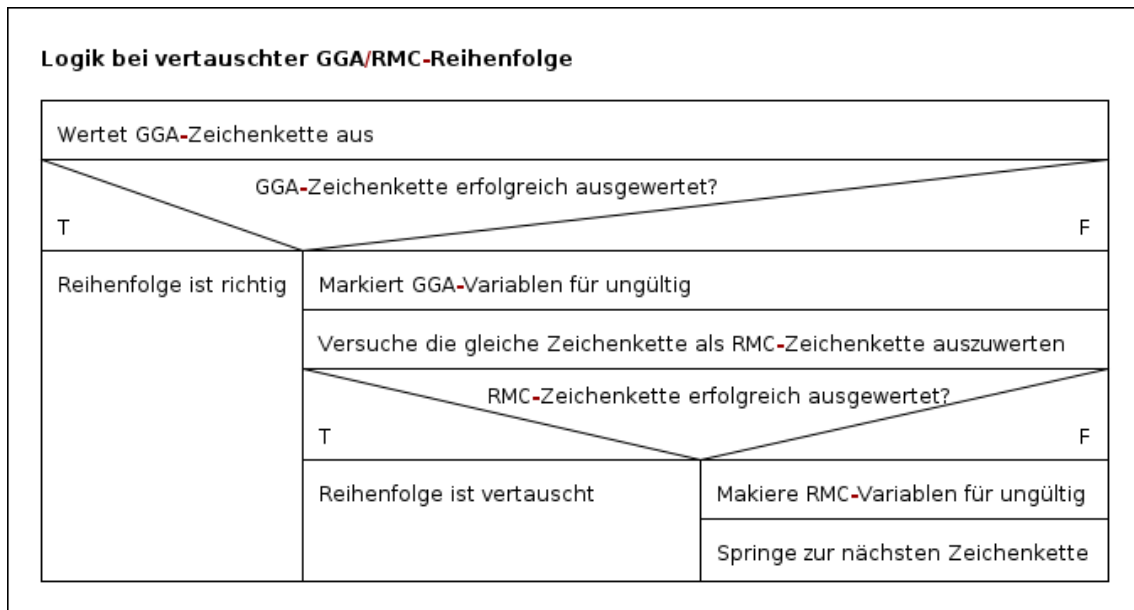 Logik bei vertauschter GGA/RMC-Reihenfolge
Wertet GGA-Zeichenkette aus
GGA-Zeichenkette erfolgreich ausgewertet?
T
F
Reihenfolge ist richtig
Markiert GGA-Variablen für ungültig
Versuche die gleiche Zeichenkette als RMC-Zeichenkette auszuwerten
RMC-Zeichenkette erfolgreich ausgewertet?
T
F
Reihenfolge ist vertauscht
Makiere RMC-Variablen für ungültig
Springe zur nächsten Zeichenkette